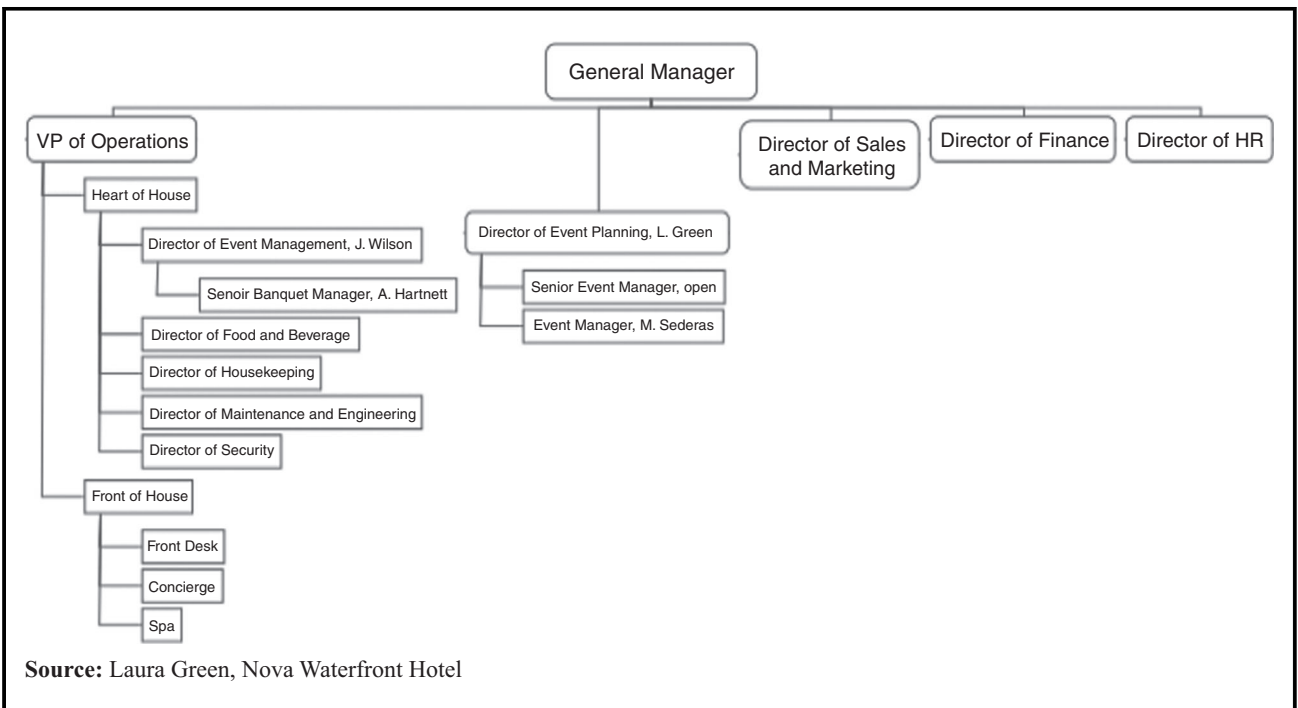 General Manager
VP of Operations
Director of Sales
and Marketing
Director of Finance
Director of HR
Heart of House
Director of Event Management, J. Wilson
Senoir Banquet Manager, A. Hartnett
Director of Food and Beverage
Director of Housekeeping
Director of Maintenance and Engineering
Director of Security
Front of House
Front Desk
Concierge
Spa
Director of Event Planning, L. Green
Senior Event Manager, open
Event Manager, M. Sederas
Source: Laura Green, Nova Waterfront Hotel